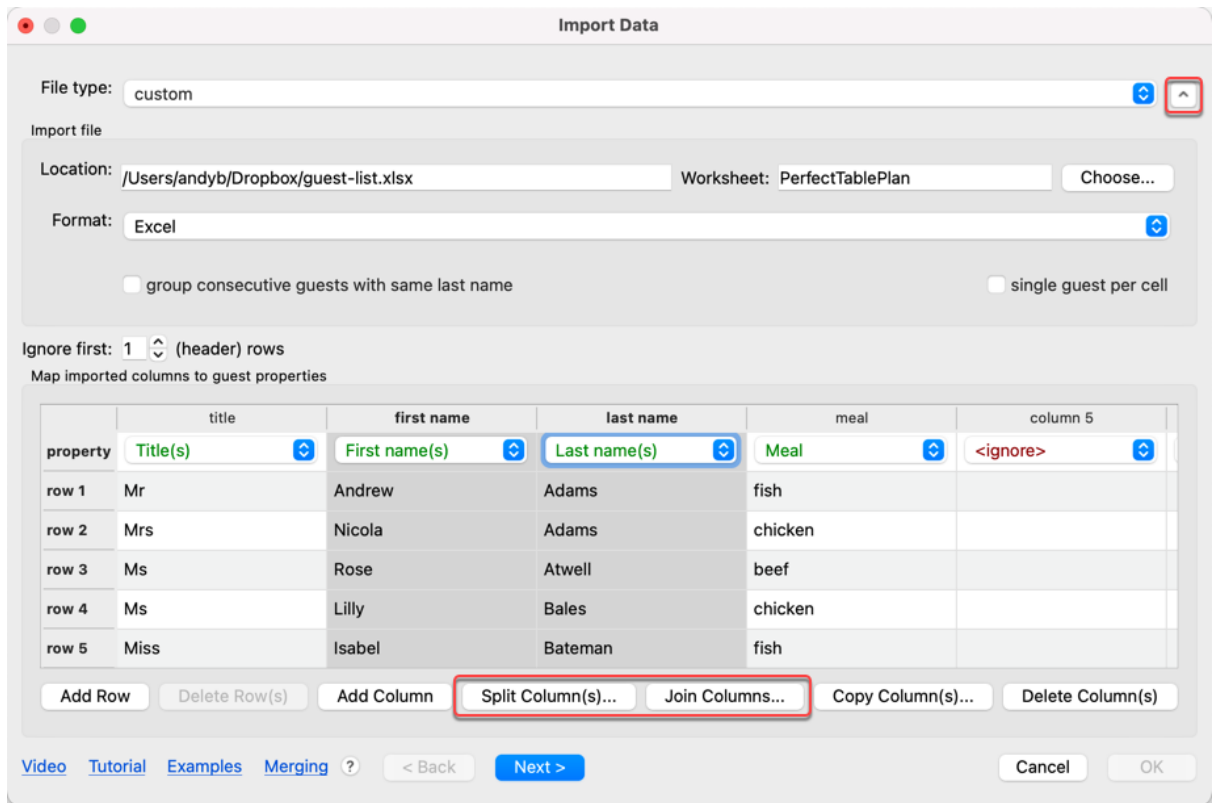 Import Data
File type: custom
Import file
Location: /Users/andyb/Dropbox/guest-list.xlsx Worksheet: PerfectTablePlan Choose...
Format: Excel
group consecutive guests with same last name single guest per cell
Ignore first: 1 (header) rows
Map imported columns to guest properties
title first name last name meal column 5
property Title(s) First name(s) Last name(s) Meal <ignore>
row 1 Mr Andrew Adams fish
row 2 Mrs Nicola Adams chicken
row 3 Ms Rose Atwell beef
row 4 Ms Lilly Bales chicken
row 5 Miss Isabel Bateman fish
Add Row Delete Row(s) Add Column Split Column(s)... Join Columns... Copy Column(s)... Delete Column(s)
Video Tutorial Examples Merging ? < Back Next > Cancel OK